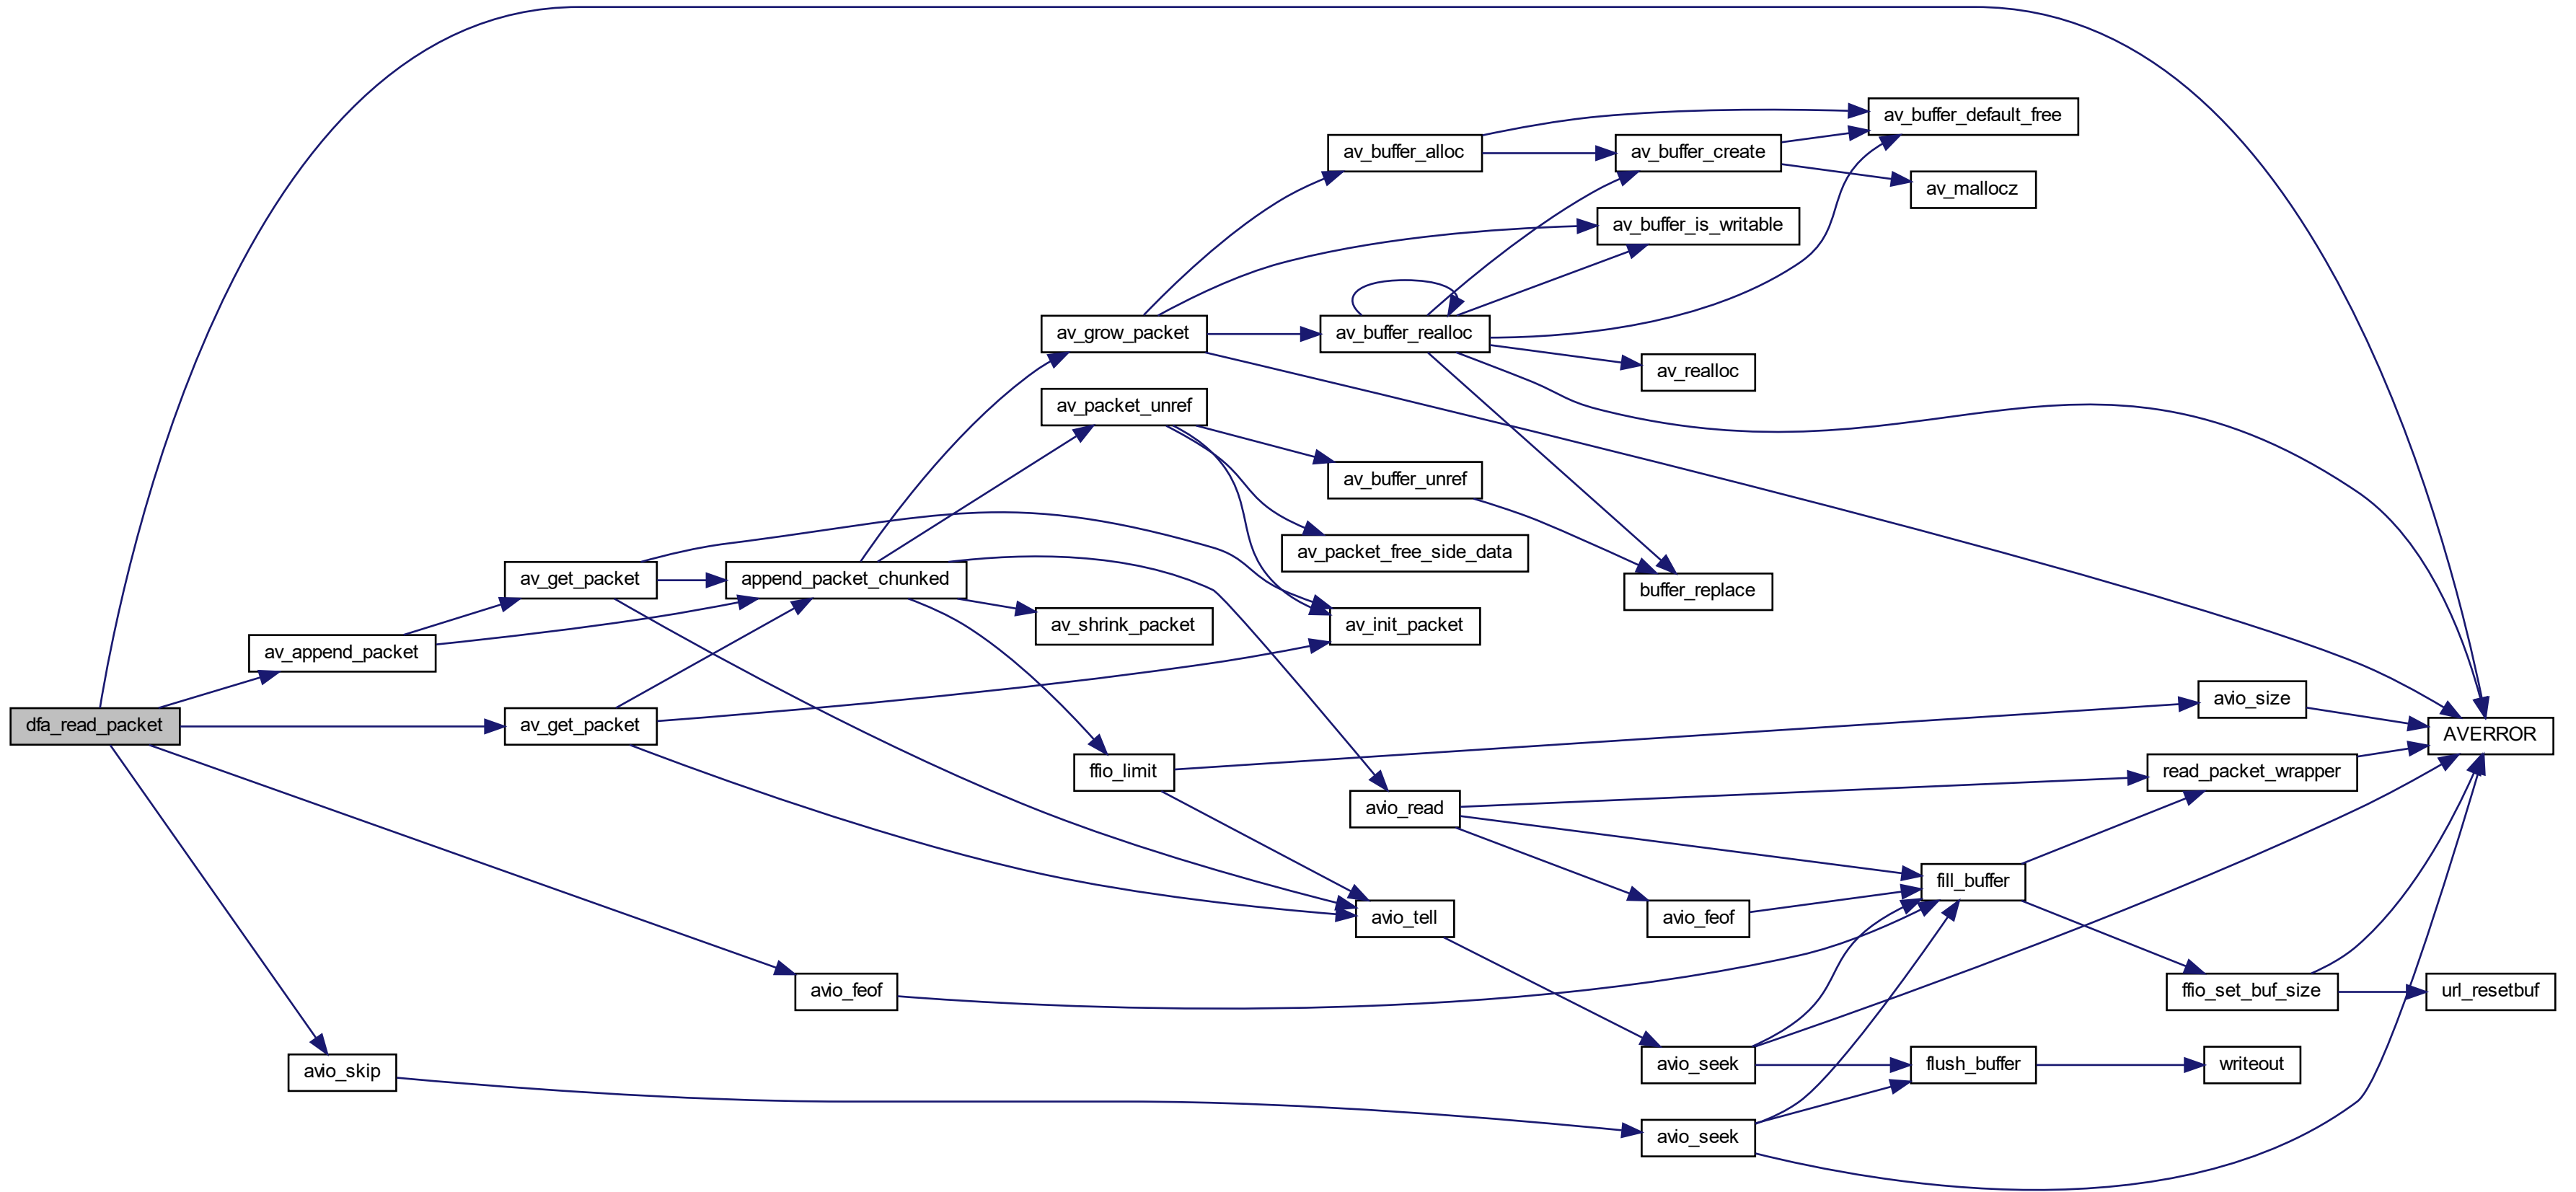 dfa_read_packet
av_append_packet
avio_skip
av_get_packet
av_get_packet
append_packet_chunked
avio_feof
av_grow_packet
av_packet_unref
av_shrink_packet
ffio_limit
av_buffer_alloc
av_buffer_realloc
av_buffer_unref
av_packet_free_side_data
av_init_packet
avio_read
avio_tell
av_buffer_create
av_buffer_is_writable
av_realloc
buffer_replace
avio_feof
avio_seek
avio_seek
av_buffer_default_free
av_mallocz
fill_buffer
flush_buffer
avio_size
read_packet_wrapper
ffio_set_buf_size
writeout
AVERROR
url_resetbuf